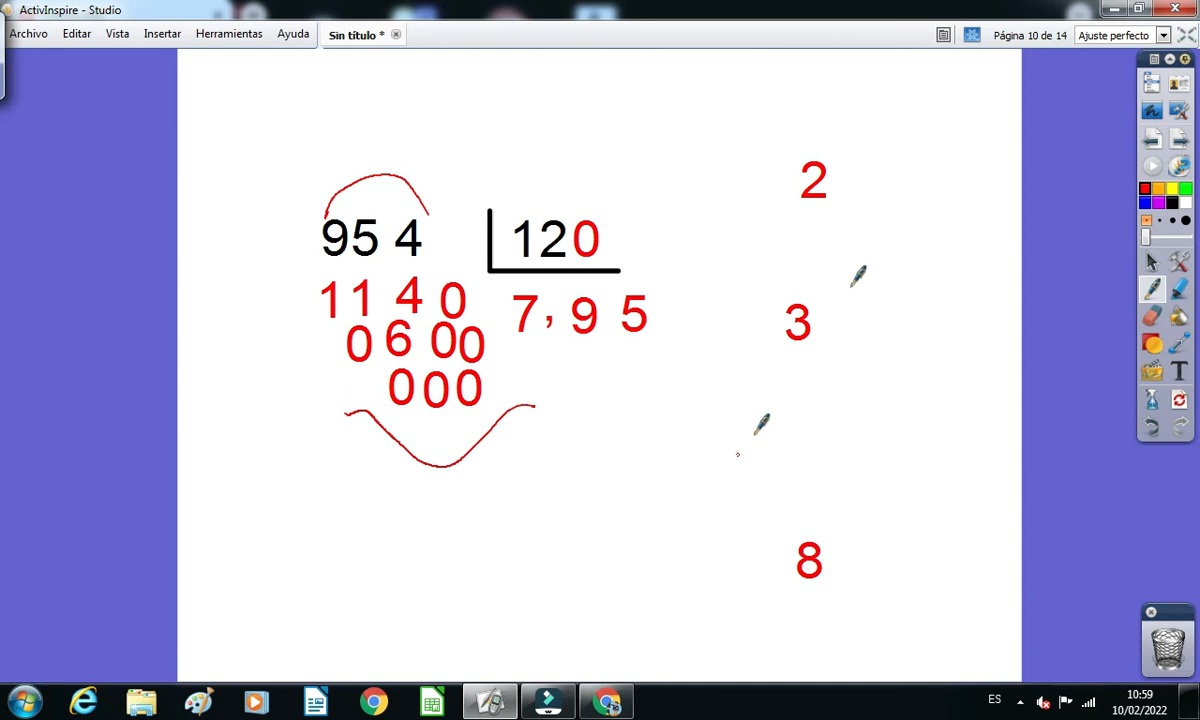 ActivInspire - Studio
Archivo Editar Vista Insertar Herramientas Ayuda Sin título * Página 10 de 14 Ajuste perfecto
2
95 4 120
11 4 0 7, 9 5
3
0 6 00
000
8
T
ES 10:59
10/02/2022